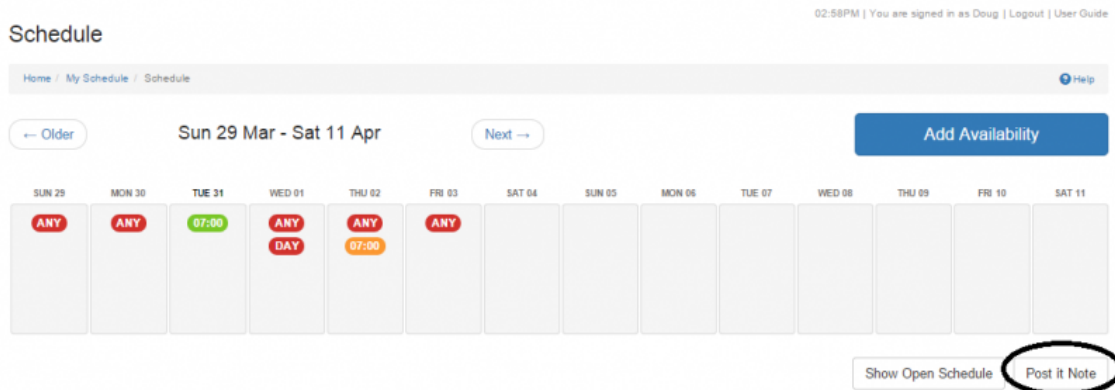 02:58PM | You are signed in as Doug | Logout | User Guide
Schedule
Home / My Schedule / Schedule
Help
← Older
Sun 29 Mar - Sat 11 Apr
Next →
Add Availability
SUN 29 MON 30 TUE 31 WED 01 THU 02 FRI 03 SAT 04 SUN 05 MON 06 TUE 07 WED 08 THU 09 FRI 10 SAT 11
ANY ANY 07:00 ANY ANY ANY
DAY 07:00
Show Open Schedule Post it Note